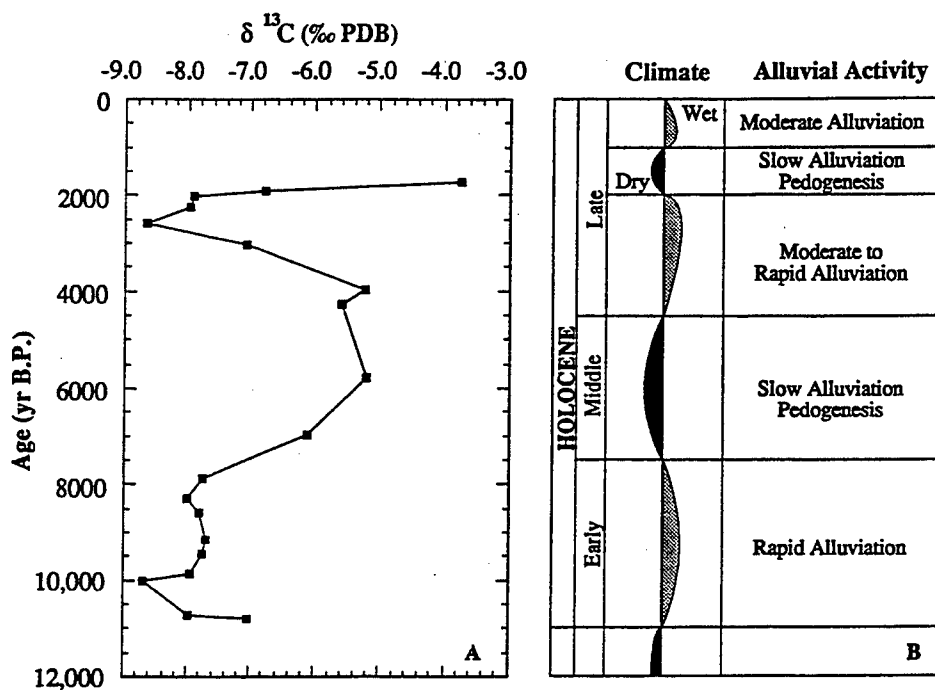 δ 13C (‰ PDB)
-9.0 -8.0 -7.0 -6.0 -5.0 -4.0 -3.0
Climate Alluvial Activity
0
2000
4000
6000
8000
10,000
12,000
Age (yr B.P.)
A
HOLOCENE
Late
Middle
Early
Wet
Dry
Moderate Alluviation
Slow Alluviation
Pedogenesis
Moderate to
Rapid Alluviation
Slow Alluviation
Pedogenesis
Rapid Alluviation
B